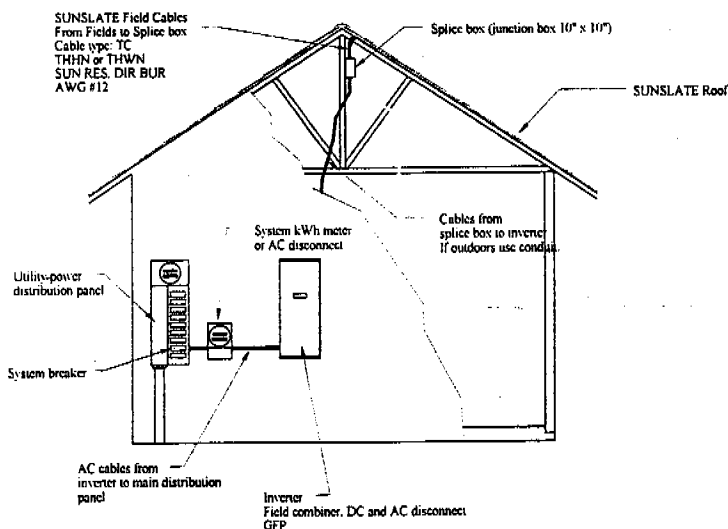 SUNSLATE Field Cables
From Fields to Splice box
Cable type: TC
THHN or THWN
SUN RES, DIR BUR
AWG #12
Splice box (junction box 10" x 10")
SUNSLATE Roof
Cables from
splice box to inverter
If outdoors use conduit.
System kWh meter
or AC disconnect
Utility-power
distribution panel
System breaker
AC cables from
inverter to main distribution
panel
Inverter
Field combiner, DC and AC disconnect
GFP